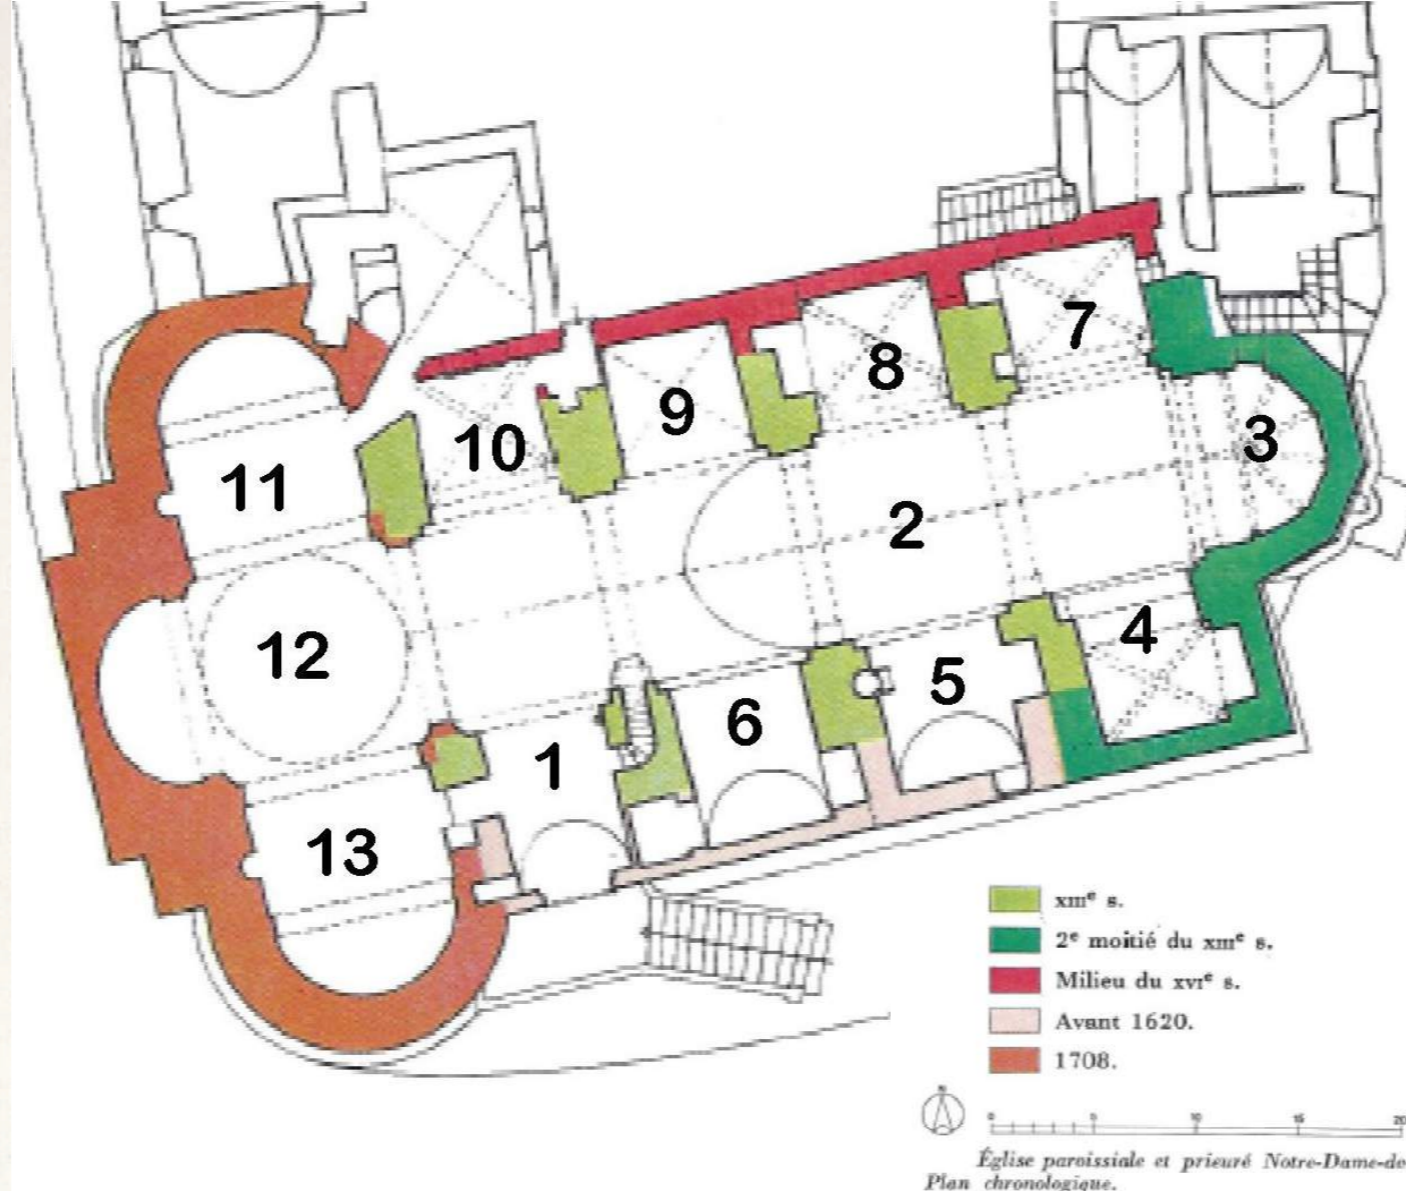 7
8
3
9
10
11
2
4
12
5
6
1
13
XIIIe s.
2e moitié du XIIIe s.
Milieu du XVIe s.
Avant 1620.
1708.
N
0 5 10 15 20
Église paroissiale et prieuré Notre-Dame-de
Plan chronologique.